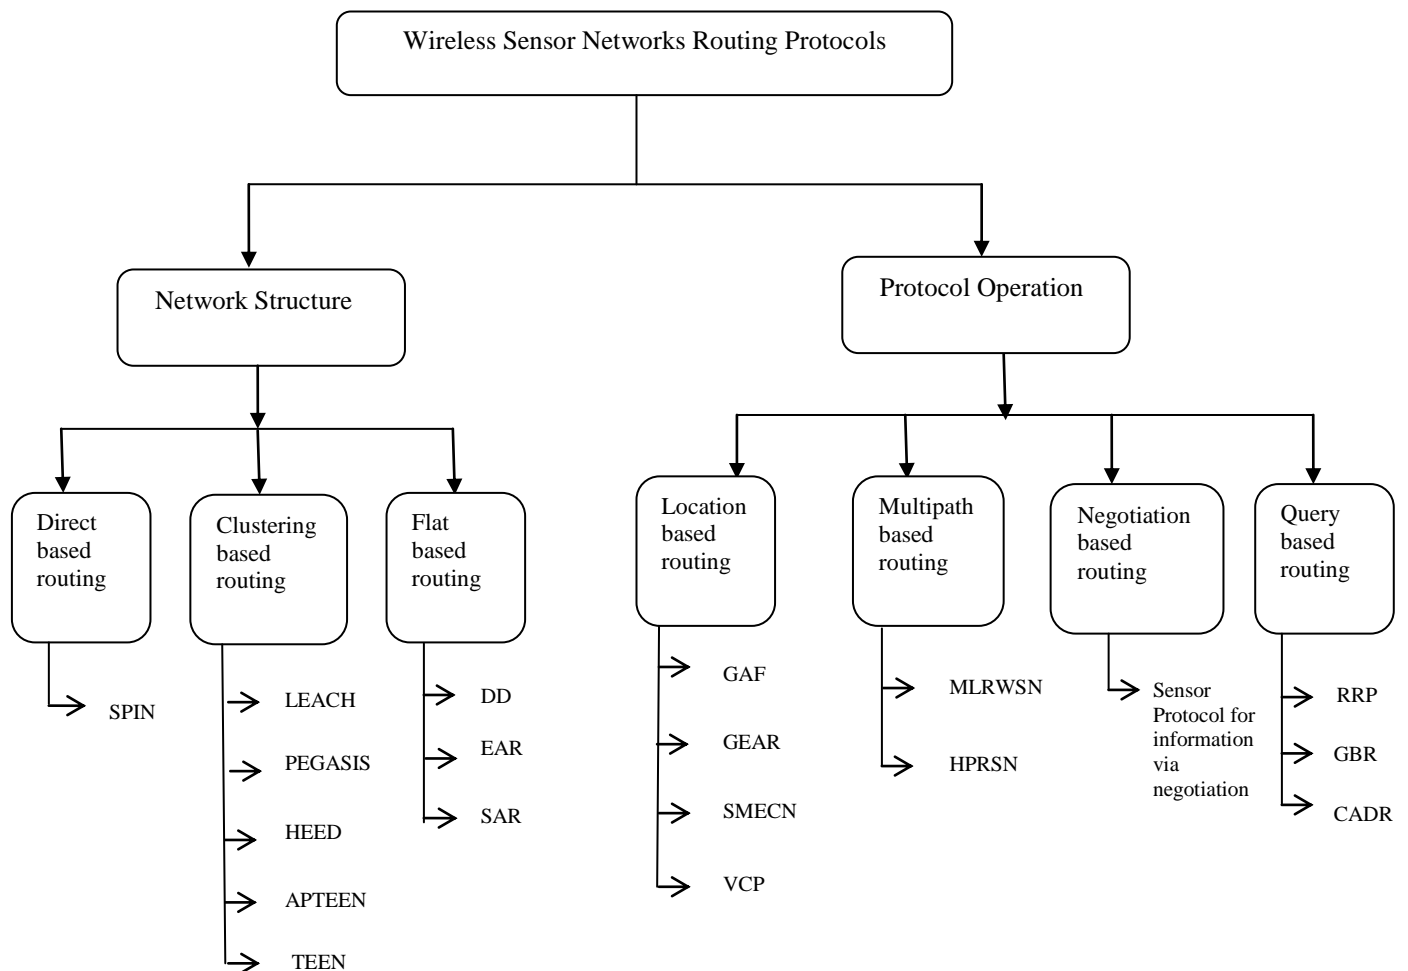 Wireless Sensor Networks Routing Protocols
Network Structure
Protocol Operation
Direct
based
routing
Clustering
based
routing
Flat
based
routing
Location
based
routing
Multipath
based
routing
Negotiation
based
routing
Query
based
routing
SPIN
LEACH
PEGASIS
HEED
APTEEN
TEEN
DD
EAR
SAR
GAF
GEAR
SMECN
VCP
MLRWSN
HPRSN
Sensor
Protocol for
information
via
negotiation
RRP
GBR
CADR